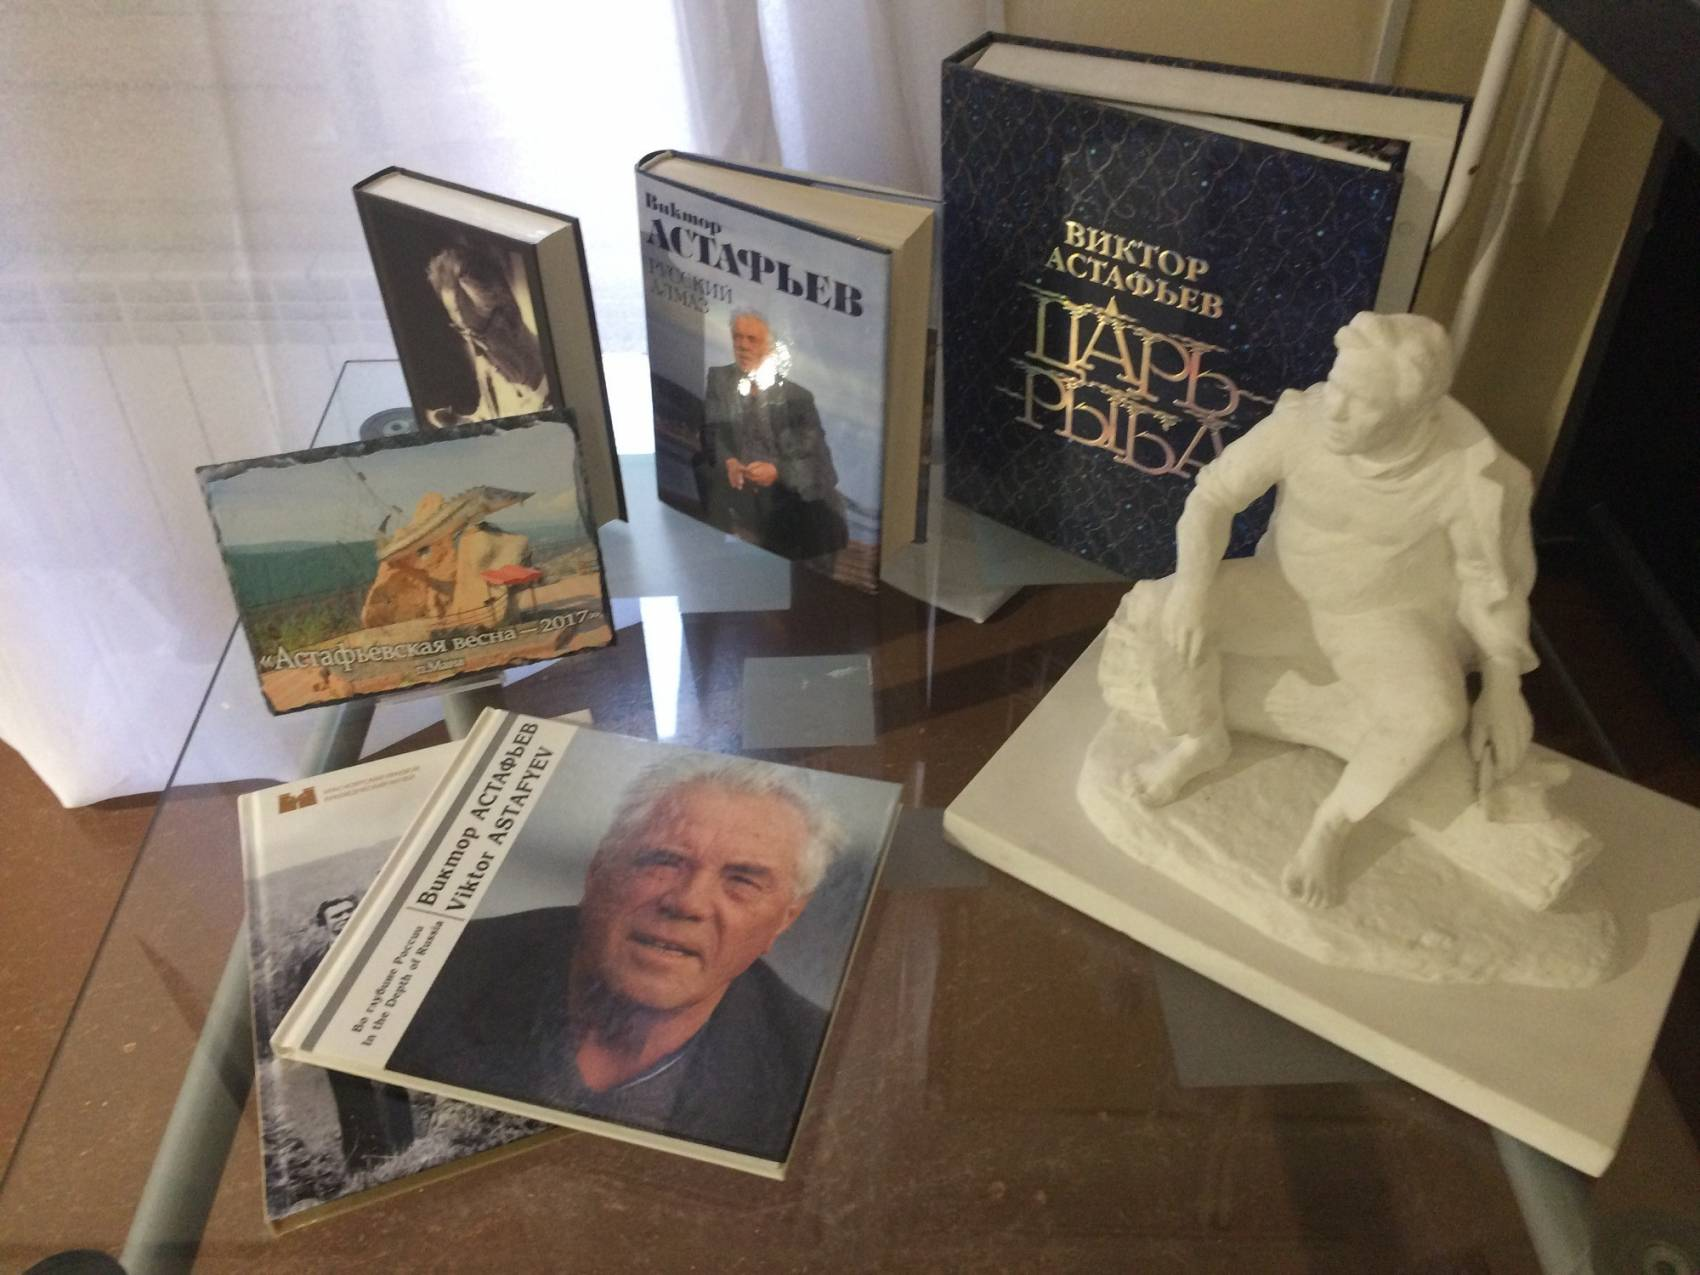 Виктор
АСТАФЬЕВ
РУССКИЙ
АЛМАЗ
ВИКТОР
АСТАФЬЕВ
ЦАРЬ-
РЫБА
«Астафьевская весна – 2017»
п.Мана
Виктор АСТАФЬЕВ
Viktor ASTAFYEV
Во глубине России
In the Depth of Russia